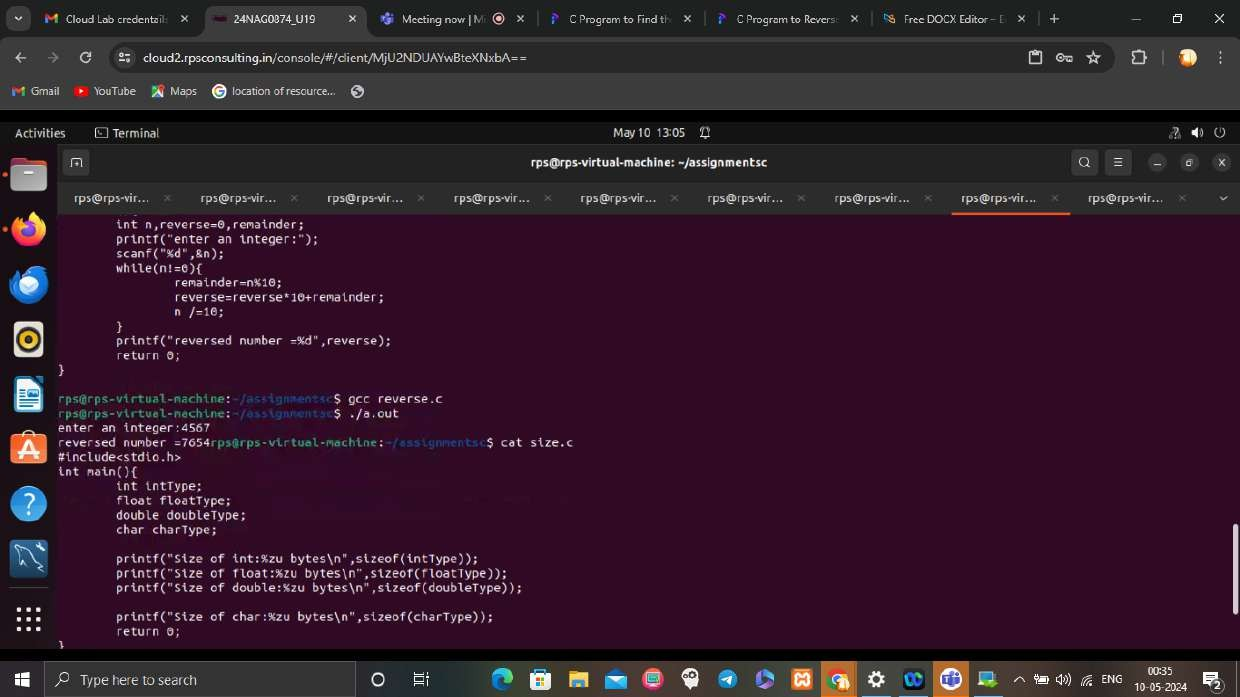 Cloud Lab credentails
24NAG0874_U19
Meeting now | Mi
C Program to Find th
C Program to Revers
Free DOCX Editor –
cloud2.rpsconsulting.in/console/#/client/MjU2NDUAYwBteXNxbA==
Gmail
YouTube
Maps
location of resource...
Activities
Terminal
May 10 13:05
rps@rps-virtual-machine: ~/assignmentsc
rps@rps-vir...
rps@rps-vir...
rps@rps-vir...
rps@rps-vir...
rps@rps-vir...
rps@rps-vir...
rps@rps-vir...
rps@rps-vir...
rps@rps-vir...
int n,reverse=0,remainder;
printf("enter an integer:");
scanf("%d",&n);
while(n!=0){
remainder=n%10;
reverse=reverse*10+remainder;
n /=10;
}
printf("reversed number =%d",reverse);
return 0;
}
rps@rps-virtual-machine:~/assignmentsc$ gcc reverse.c
rps@rps-virtual-machine:~/assignmentsc$ ./a.out
enter an integer:4567
reversed number =7654rps@rps-virtual-machine:~/assignmentsc$ cat size.c
#include<stdio.h>
int main(){
int intType;
float floatType;
double doubleType;
char charType;
printf("Size of int:%zu bytes\n",sizeof(intType));
printf("Size of float:%zu bytes\n",sizeof(floatType));
printf("Size of double:%zu bytes\n",sizeof(doubleType));
printf("Size of char:%zu bytes\n",sizeof(charType));
return 0;
}
Type here to search
ENG
00:35
10-05-2024
2